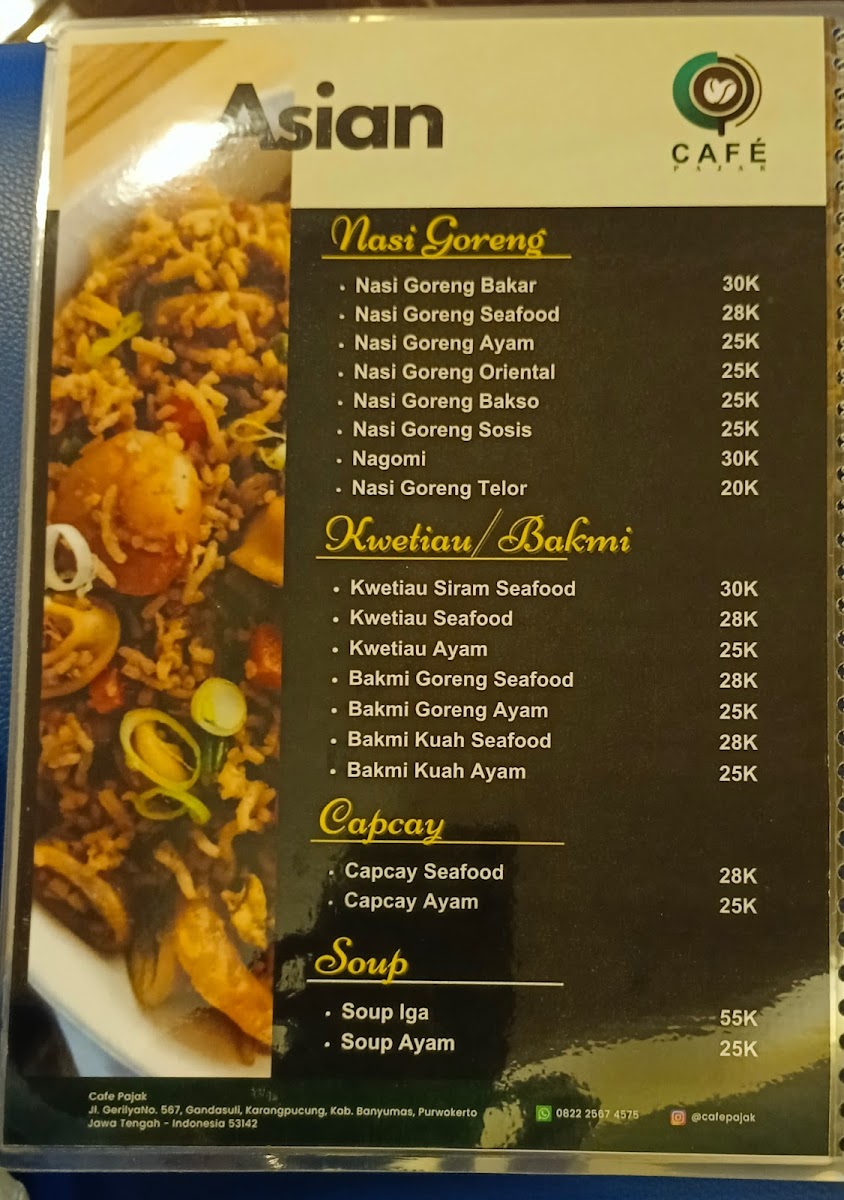 Asian
CAFÉ
PAJAK
Nasi Goreng
• Nasi Goreng Bakar 30K
• Nasi Goreng Seafood 28K
• Nasi Goreng Ayam 25K
• Nasi Goreng Oriental 25K
• Nasi Goreng Bakso 25K
• Nasi Goreng Sosis 25K
• Nagomi 30K
• Nasi Goreng Telor 20K
Kwetiau/Bakmi
• Kwetiau Siram Seafood 30K
• Kwetiau Seafood 28K
• Kwetiau Ayam 25K
• Bakmi Goreng Seafood 28K
• Bakmi Goreng Ayam 25K
• Bakmi Kuah Seafood 28K
• Bakmi Kuah Ayam 25K
Capcay
• Capcay Seafood 28K
• Capcay Ayam 25K
Soup
• Soup Iga 55K
• Soup Ayam 25K
Cafe Pajak
Jl. GerilyaNo. 567, Gandasuli, Karangpucung, Kab. Banyumas, Purwokerto
Jawa Tengah - Indonesia 53142
0822 2567 4575
@cafepajak